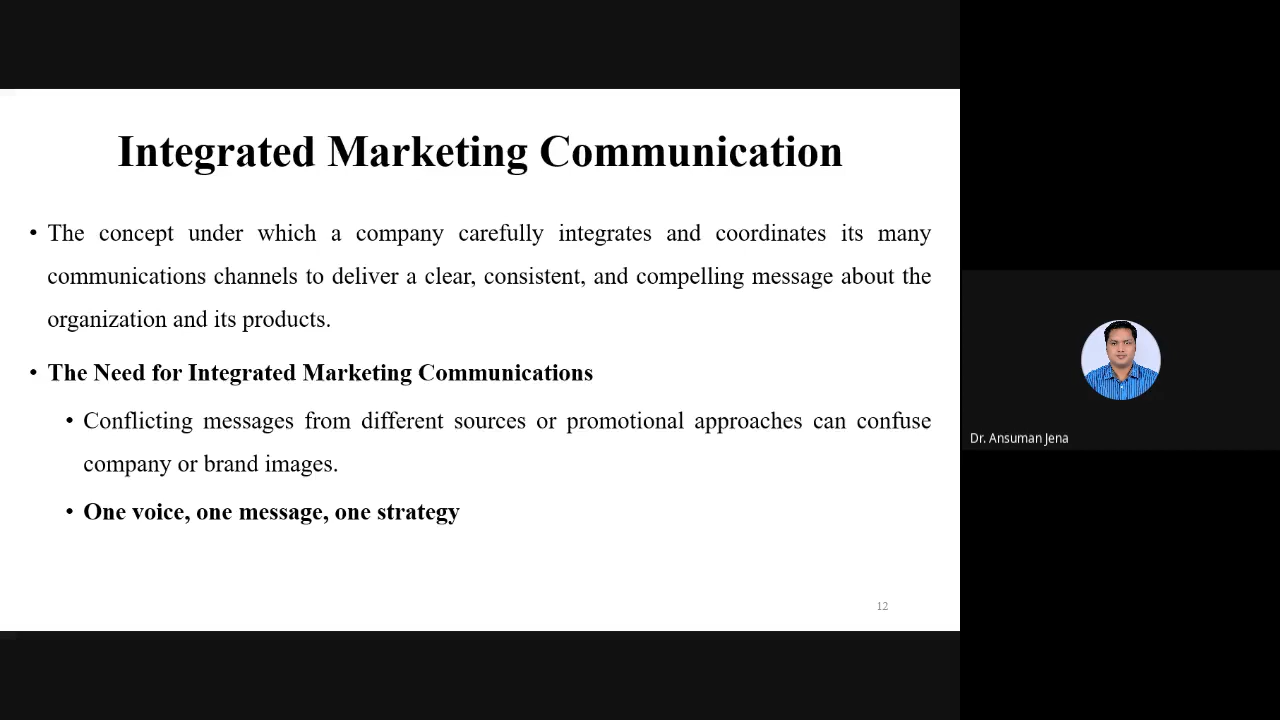 Integrated Marketing Communication
• The concept under which a company carefully integrates and coordinates its many
communications channels to deliver a clear, consistent, and compelling message about the
organization and its products.
• The Need for Integrated Marketing Communications
• Conflicting messages from different sources or promotional approaches can confuse
company or brand images.
• One voice, one message, one strategy
12
Dr. Ansuman Jena